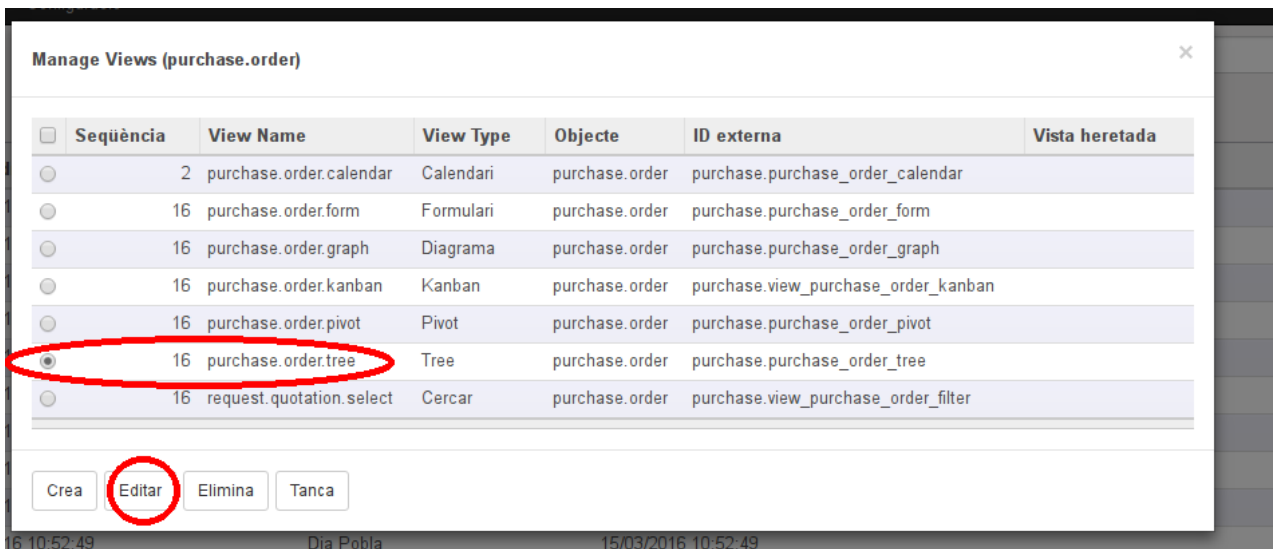 Manage Views (purchase.order) ×
Seqüència View Name View Type Objecte ID externa Vista heretada
2 purchase.order.calendar Calendari purchase.order purchase.purchase_order_calendar
16 purchase.order.form Formulari purchase.order purchase.purchase_order_form
16 purchase.order.graph Diagrama purchase.order purchase.purchase_order_graph
16 purchase.order.kanban Kanban purchase.order purchase.view_purchase_order_kanban
16 purchase.order.pivot Pivot purchase.order purchase.purchase_order_pivot
16 purchase.order.tree Tree purchase.order purchase.purchase_order_tree
16 request.quotation.select Cercar purchase.order purchase.view_purchase_order_filter
Crea Editar Elimina Tanca
16 10:52:49 Dia Pobla 15/03/2016 10:52:49